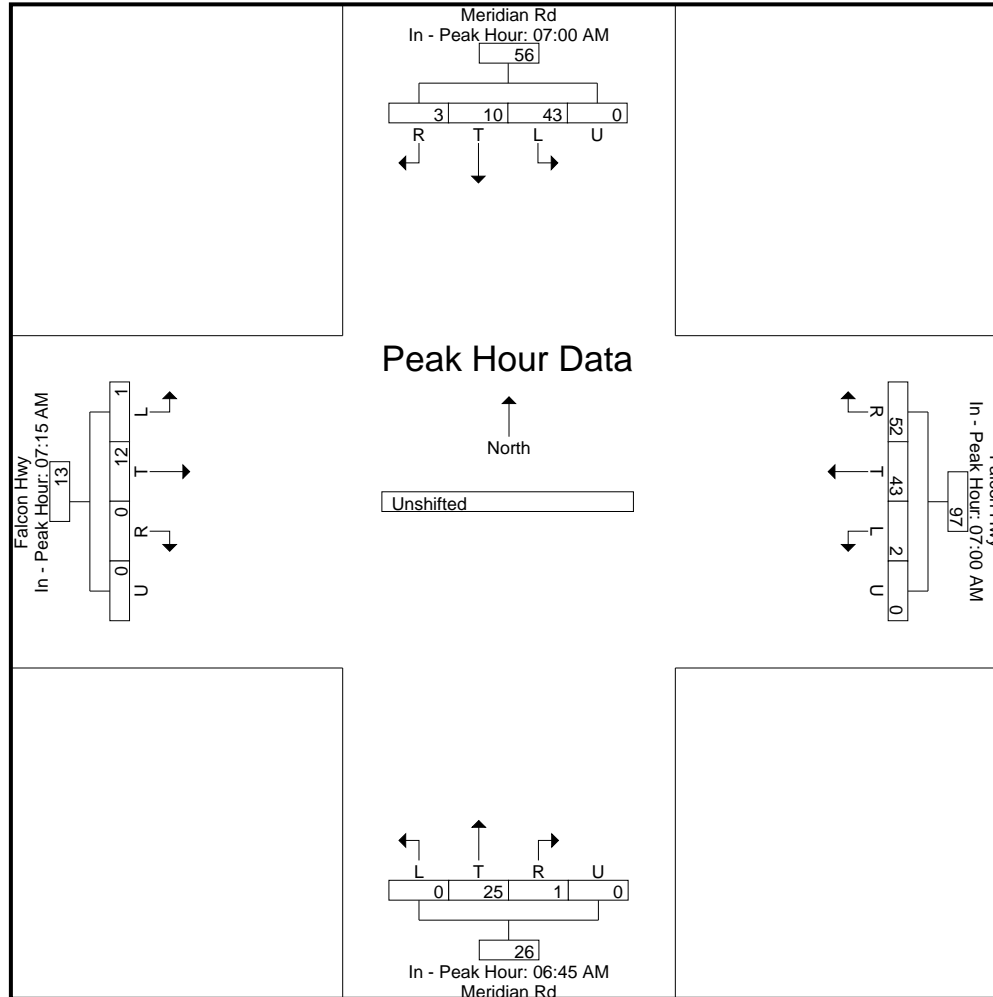 Meridian Rd
In - Peak Hour: 07:00 AM
56
3 10 43 0
R T L U
Peak Hour Data
North
Unshifted
Falcon Hwy
In - Peak Hour: 07:15 AM
13
1 12 0 0
L T R U
Falcon Hwy
In - Peak Hour: 07:00 AM
97
52 43 2 0
R T L U
L T R U
0 25 1 0
26
In - Peak Hour: 06:45 AM
Meridian Rd